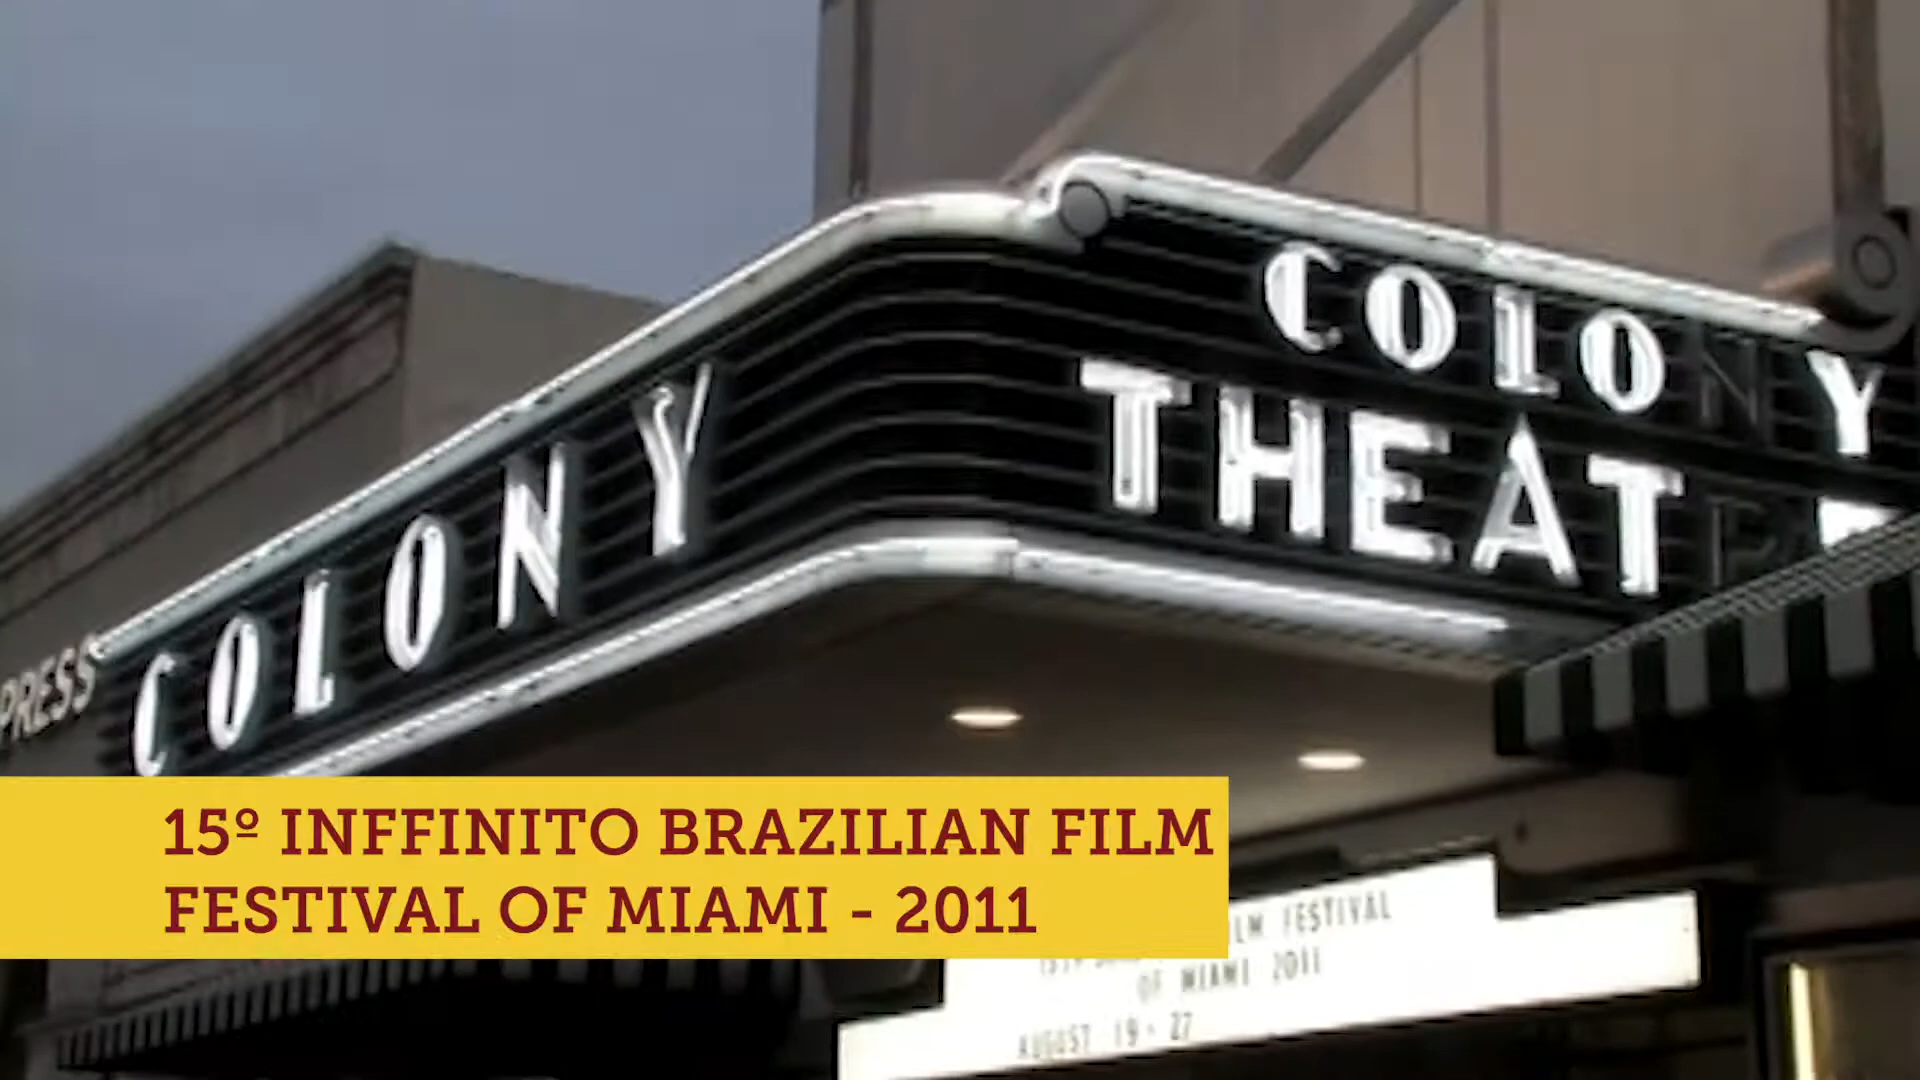 COLONY
THEAT
COLONY
PRESS
15º INFFINITO BRAZILIAN FILM
FESTIVAL OF MIAMI - 2011
FESTIVAL
OF MIAMI 2011
AUGUST 19 - 27